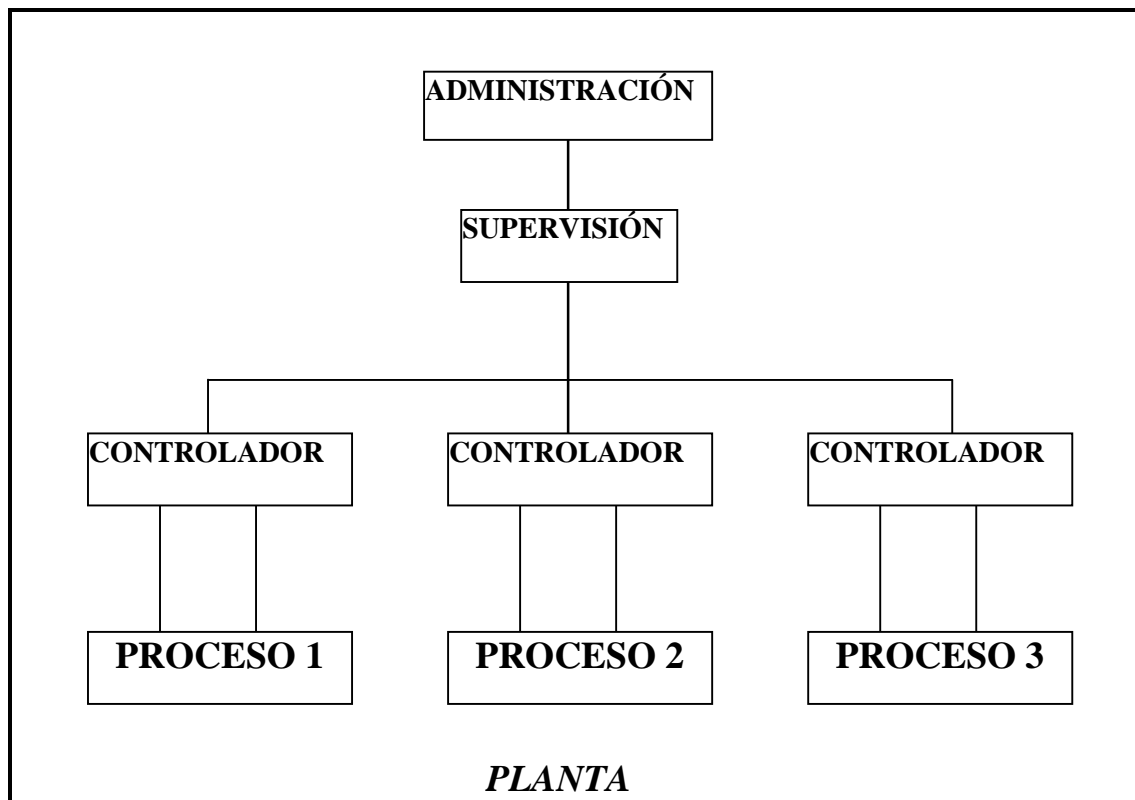 ADMINISTRACIÓN
SUPERVISIÓN
CONTROLADOR
CONTROLADOR
CONTROLADOR
PROCESO 1
PROCESO 2
PROCESO 3
PLANTA